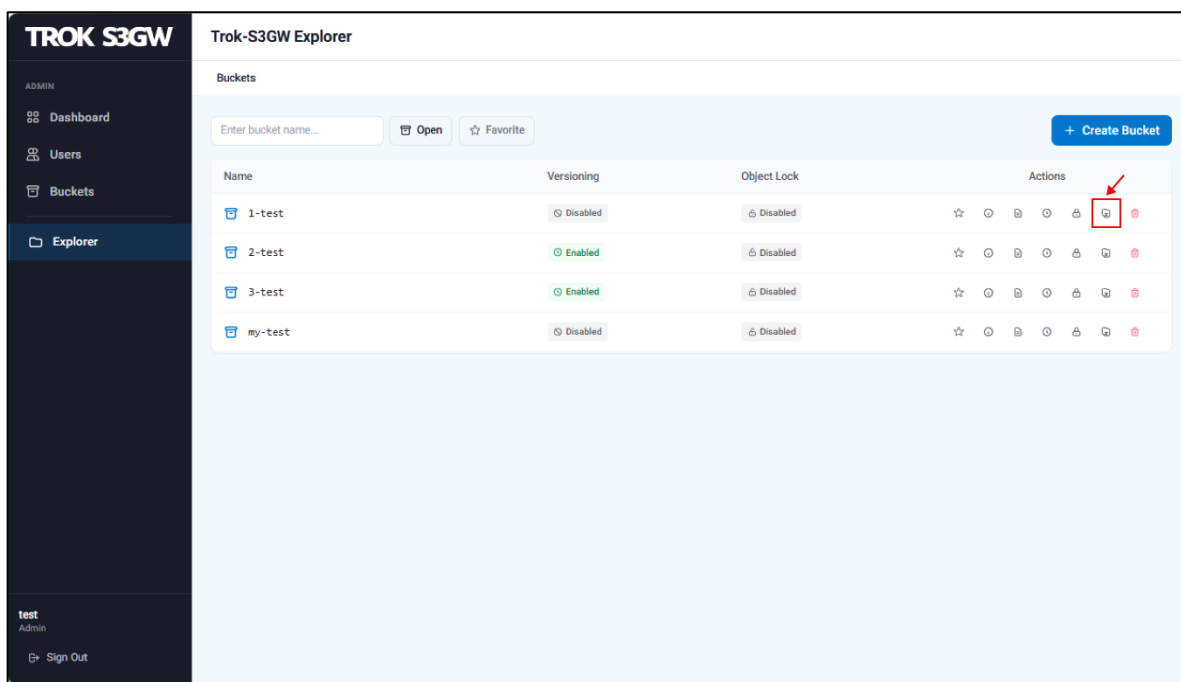 TROK S3GW
Trok-S3GW Explorer
ADMIN
Dashboard
Users
Buckets
Explorer
Buckets
Enter bucket name...
Open
Favorite
+ Create Bucket
Name Versioning Object Lock Actions
1-test Disabled Disabled
2-test Enabled Disabled
3-test Enabled Disabled
my-test Disabled Disabled
test
Admin
Sign Out